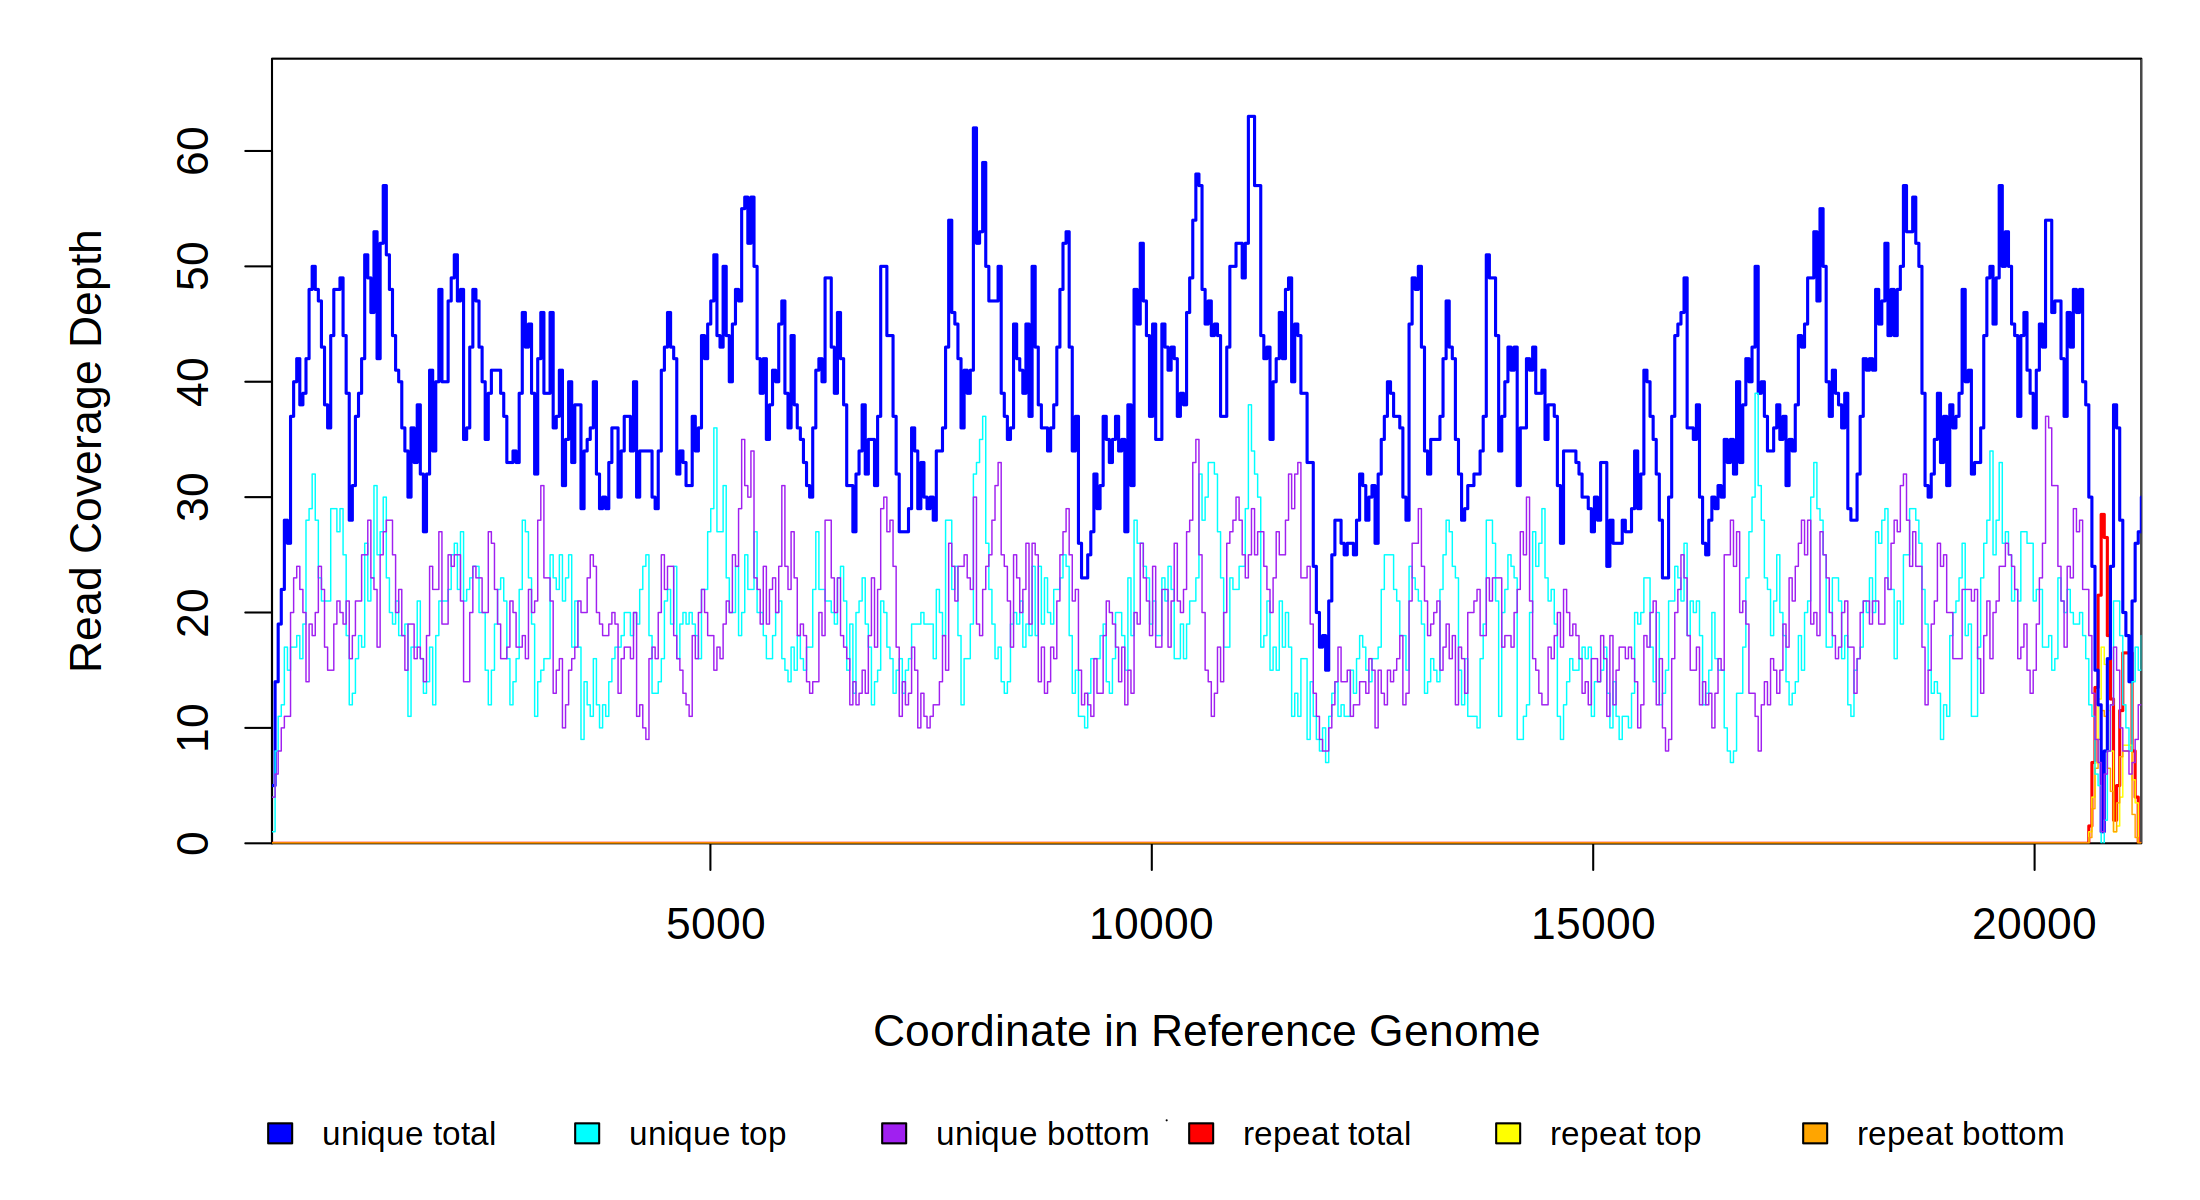 60
50
40
30
20
10
0
Read Coverage Depth
5000 10000 15000 20000
Coordinate in Reference Genome
unique total unique top unique bottom repeat total repeat top repeat bottom